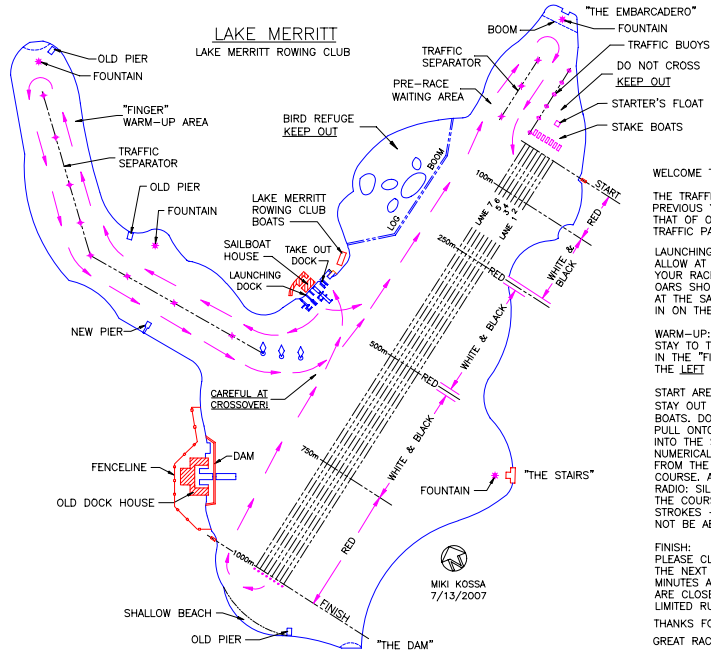 LAKE MERRITT
LAKE MERRITT ROWING CLUB
"THE EMBARCADERO"
BOOM
FOUNTAIN
TRAFFIC BUOYS
DO NOT CROSS
KEEP OUT
STARTER'S FLOAT
STAKE BOATS
TRAFFIC
SEPARATOR
PRE-RACE
WAITING AREA
OLD PIER
FOUNTAIN
"FINGER"
WARM-UP AREA
TRAFFIC
SEPARATOR
BIRD REFUGE
KEEP OUT
LOG
BOOM
OLD PIER
FOUNTAIN
LAKE MERRITT
ROWING CLUB
BOATS
SAILBOAT
HOUSE
TAKE OUT
DOCK
LAUNCHING
DOCK
NEW PIER
CAREFUL AT
CROSSOVER!
START
100m
LANE 7
6
5
4
3
2
LANE 1
RED
WHITE &
BLACK
250m
RED
WHITE & BLACK
500m
RED
WHITE & BLACK
750m
RED
1000m
FINISH
DAM
FENCELINE
OLD DOCK HOUSE
FOUNTAIN
"THE STAIRS"
N
MIKI KOSSA
7/13/2007
SHALLOW BEACH
OLD PIER
"THE DAM"
WELCOME T
THE TRAFFI
PREVIOUS
THAT OF O
TRAFFIC PA
LAUNCHING
ALLOW AT
YOUR RAC
OARS SHO
AT THE SA
IN ON THE
WARM-UP:
STAY TO T
IN THE "FI
THE LEFT
START ARE
STAY OUT
BOATS. DO
PULL ONTO
INTO THE S
NUMERICAL
FROM THE
COURSE. A
RADIO: SIL
THE COURS
STROKES -
NOT BE AB
FINISH:
PLEASE CL
THE NEXT
MINUTES A
ARE CLOSE
LIMITED RU
THANKS FO
GREAT RAC